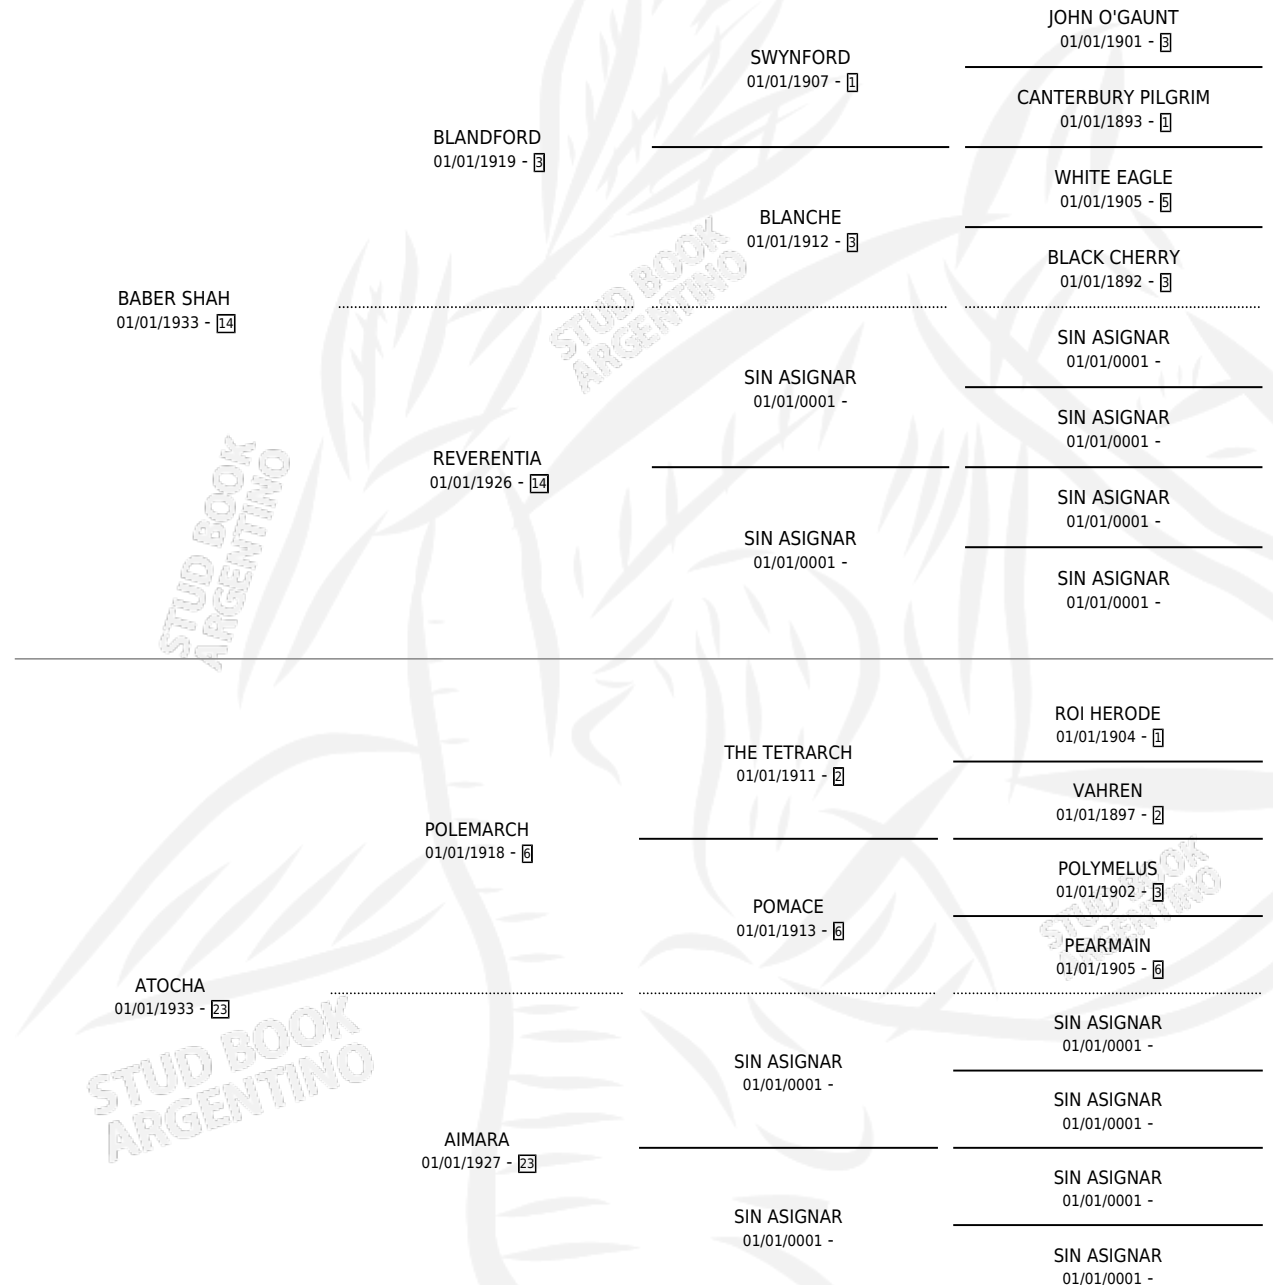 JOHN O'GAUNT
01/01/1901 - 3
SWYNFORD
01/01/1907 - 1
CANTERBURY PILGRIM
01/01/1893 - 1
BLANDFORD
01/01/1919 - 3
WHITE EAGLE
01/01/1905 - 5
BLANCHE
01/01/1912 - 3
BLACK CHERRY
01/01/1892 - 3
BABER SHAH
01/01/1933 - 14
SIN ASIGNAR
01/01/0001 -
SIN ASIGNAR
01/01/0001 -
SIN ASIGNAR
01/01/0001 -
REVERENTIA
01/01/1926 - 14
SIN ASIGNAR
01/01/0001 -
SIN ASIGNAR
01/01/0001 -
SIN ASIGNAR
01/01/0001 -
STUD BOOK
ARGENTINO
STUD BOOK
ARGENTINO
ROI HERODE
01/01/1904 - 1
THE TETRARCH
01/01/1911 - 2
VAHREN
01/01/1897 - 2
POLEMARCH
01/01/1918 - 6
POLYMELUS
01/01/1902 - 3
POMACE
01/01/1913 - 6
PEARMAIN
01/01/1905 - 6
STUD BOOK
ARGENTINO
ATOCHA
01/01/1933 - 23
SIN ASIGNAR
01/01/0001 -
SIN ASIGNAR
01/01/0001 -
SIN ASIGNAR
01/01/0001 -
STUD BOOK
ARGENTINO
AIMARA
01/01/1927 - 23
SIN ASIGNAR
01/01/0001 -
SIN ASIGNAR
01/01/0001 -
SIN ASIGNAR
01/01/0001 -